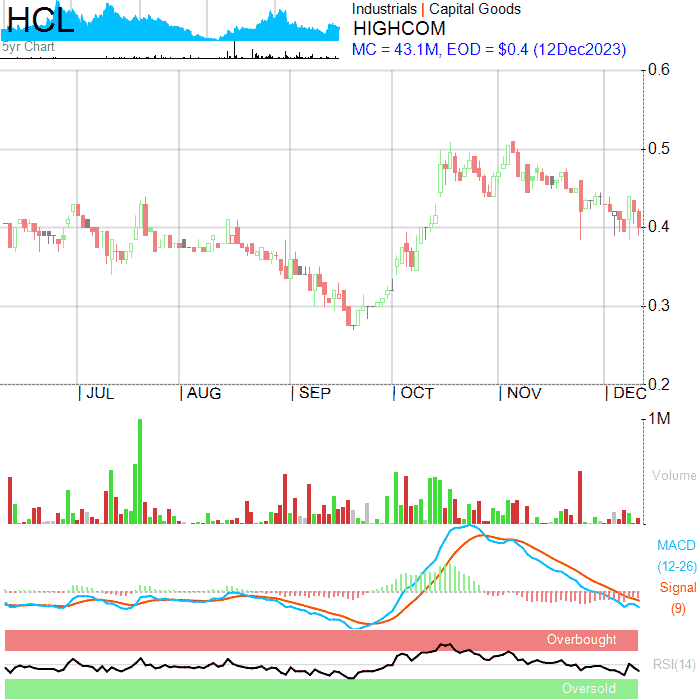 HCL
5yr Chart
Industrials | Capital Goods
HIGHCOM
MC = 43.1M, EOD = $0.4 (12Dec2023)
0.6
0.5
0.4
0.3
0.2
| JUL | AUG | SEP | OCT | NOV | DEC
1M
Volume
MACD
(12-26)
Signal
(9)
Overbought
RSI(14)
Oversold